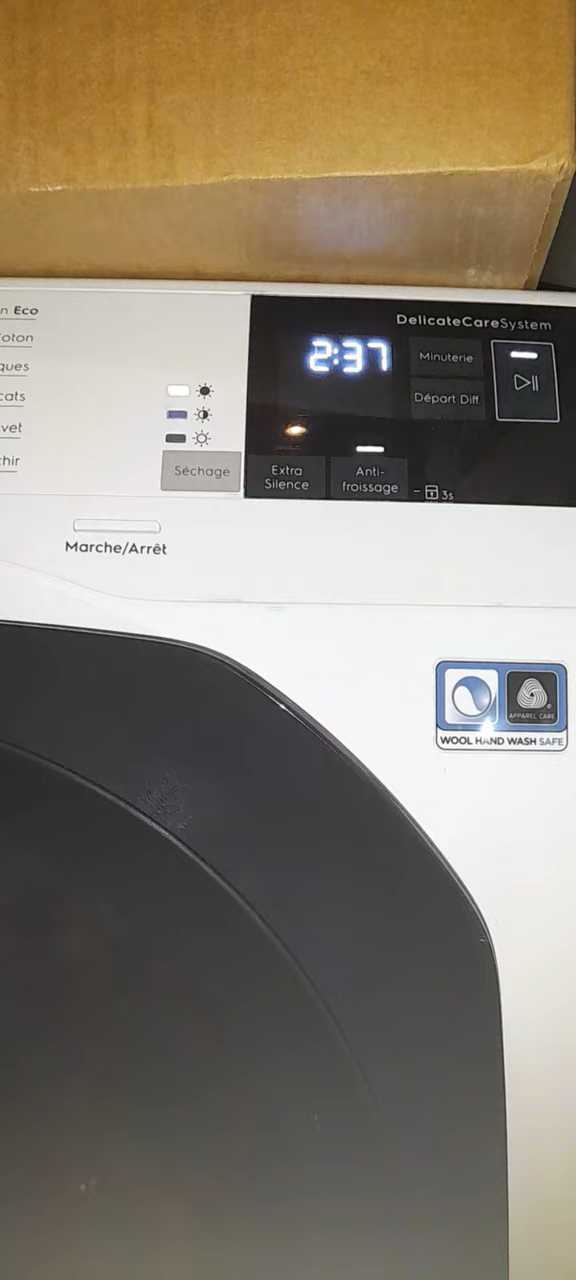 n Eco
oton
ques
cats
vet
hir
Séchage
DelicateCareSystem
2:37
Minuterie
Départ Diff.
Extra
Silence
Anti-
froissage
3s
Marche/Arrêt
APPAREL CARE
WOOL HAND WASH SAFE